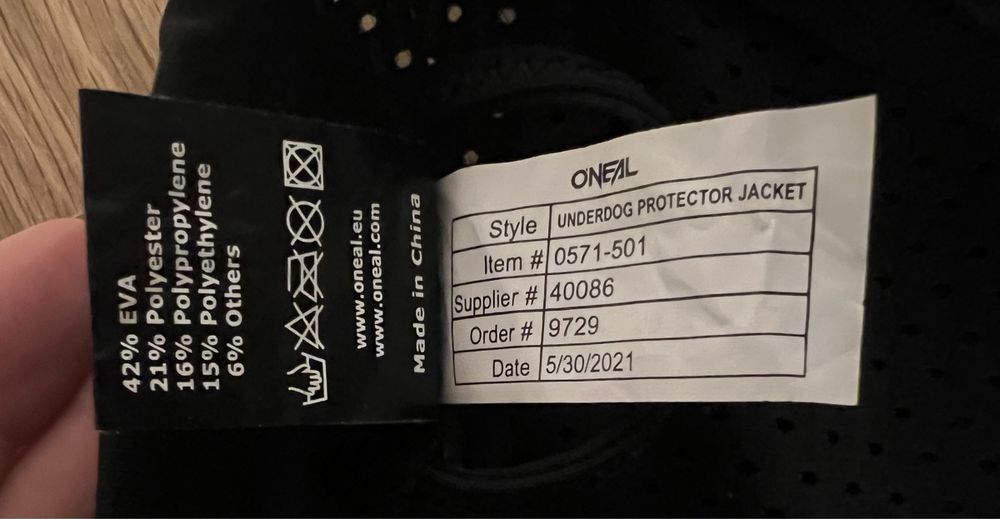 42% EVA
21% Polyester
16% Polypropylene
15% Polyethylene
6% Others
www.oneal.eu
www.oneal.com
Made in China
O'NEAL
Style UNDERDOG PROTECTOR JACKET
Item # 0571-501
Supplier # 40086
Order # 9729
Date 5/30/2021